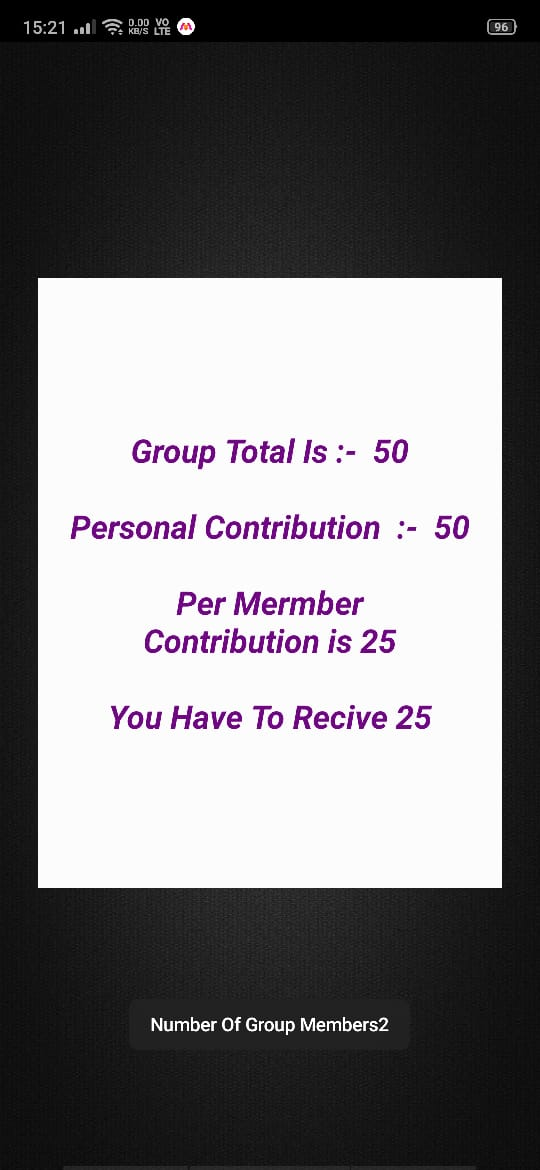 15:21 0.00 KB/S VO LTE 96
Group Total Is :-  50
Personal Contribution  :-  50
Per Mermber
Contribution is 25
You Have To Recive 25
Number Of Group Members2